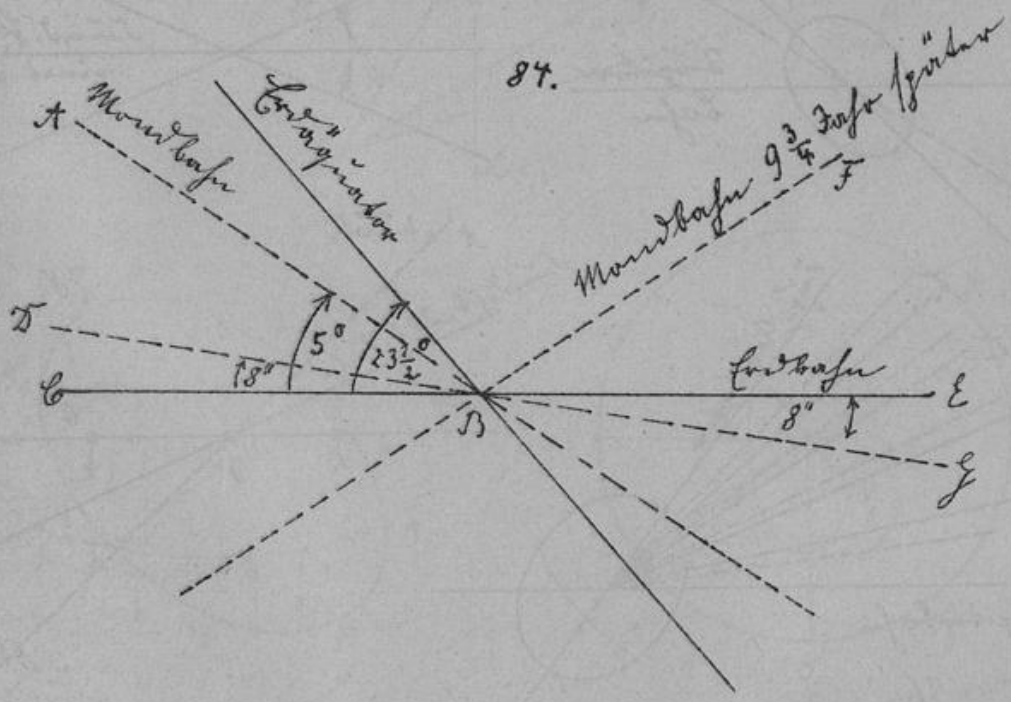 84.
A
Mondbahn
Erdäquator
Mondbahn 9 3/4 Jahr später
F
D
5°
23 1/2°
8"
C
B
Erdbahn
E
8"
G